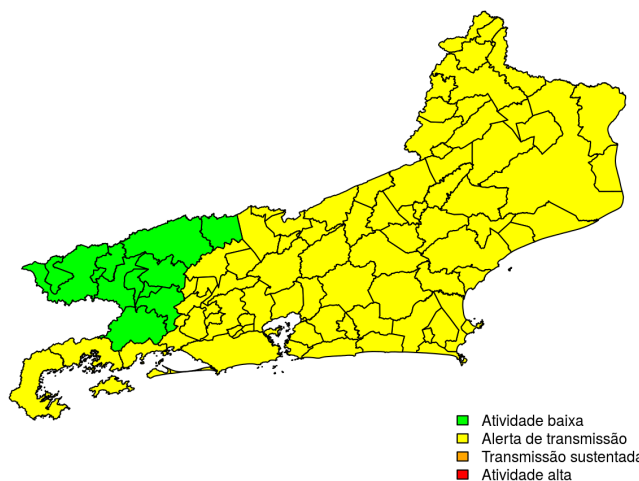 Atividade baixa
Alerta de transmissão
Transmissão sustentada
Atividade alta